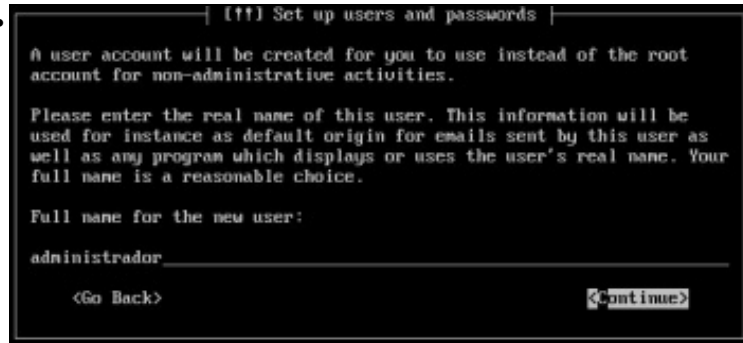 [!!] Set up users and passwords
A user account will be created for you to use instead of the root
account for non-administrative activities.
Please enter the real name of this user. This information will be
used for instance as default origin for emails sent by this user as
well as any program which displays or uses the user's real name. Your
full name is a reasonable choice.
Full name for the new user:
administrador
<Go Back> <Continue>